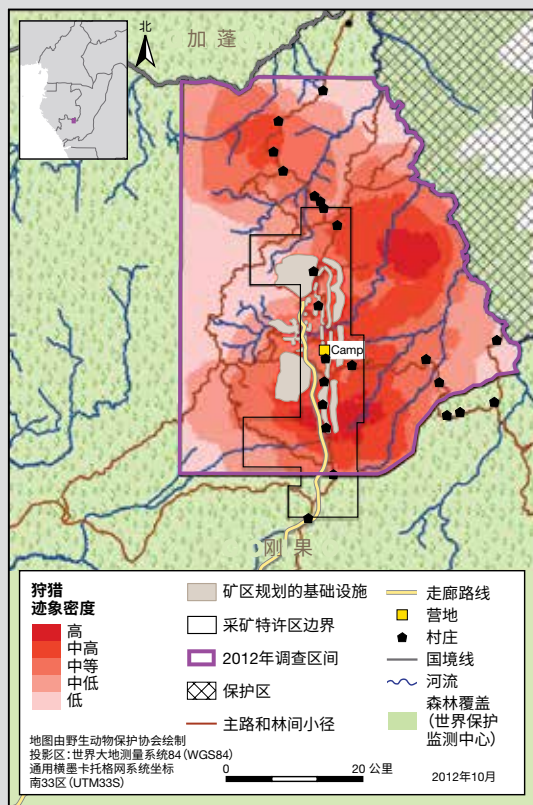 北
加蓬
Camp
刚果
狩猎
迹象密度
高
中高
中等
中低
低
矿区规划的基础设施
采矿特许区边界
2012年调查区间
保护区
主路和林间小径
走廊路线
营地
村庄
国境线
河流
森林覆盖
(世界保护
监测中心)
地图由野生动物保护协会绘制
投影区:世界大地测量系统84(WGS84)
通用横墨卡托格网系统坐标
南33区(UTM33S)
0 20 公里
2012年10月